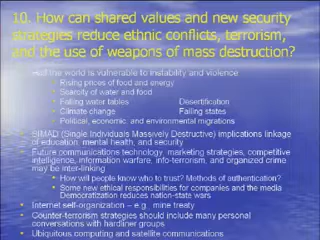 10. How can shared values and new security
strategies reduce ethnic conflicts, terrorism,
and the use of weapons of mass destruction?
the world is vulnerable to instability and violence
Rising prices of food and energy
Scarcity of water and food
Falling water tables Desertification
Climate change Failing states
Political, economic, and environmental migrations
SIMAD (Single Individuals Massively Destructive) implications linkage
of education, mental health, and security
Future communications technology, marketing strategies, competitive
intelligence, information warfare, info-terrorism, and organized crime
may be inter-linking
How will people know who to trust? Methods of authentication?
Some new ethical responsibilities for companies and the media
Democratization reduces nation-state wars
Internet self-organization – e.g., mine treaty
Counter-terrorism strategies should include many personal
conversations with hardliner groups
Ubiquitous computing and satellite communications